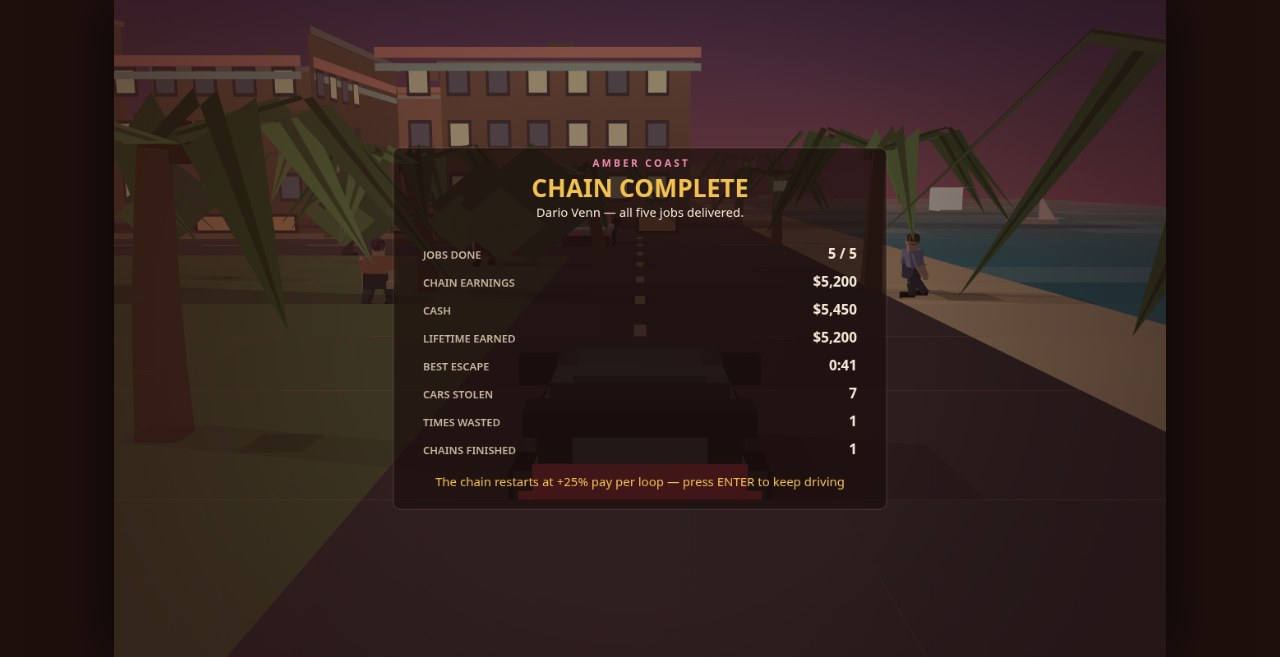 AMBER COAST
CHAIN COMPLETE
Dario Venn — all five jobs delivered.
JOBS DONE 5 / 5
CHAIN EARNINGS $5,200
CASH $5,450
LIFETIME EARNED $5,200
BEST ESCAPE 0:41
CARS STOLEN 7
TIMES WASTED 1
CHAINS FINISHED 1
The chain restarts at +25% pay per loop — press ENTER to keep driving